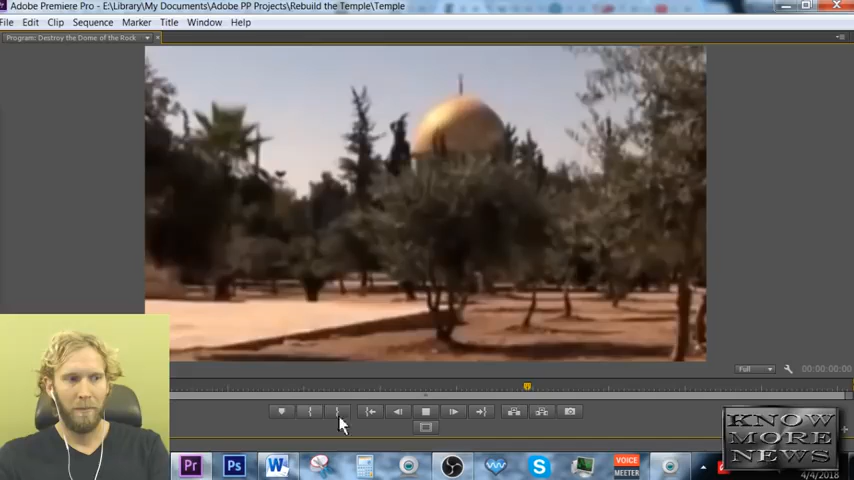 Adobe Premiere Pro - E:\Library\My Documents\Adobe PP Projects\Rebuild the Temple\Temple
File Edit Clip Sequence Marker Title Window Help
Program: Destroy the Dome of the Rock
Full
00:00:00:00
Pr Ps W S VOICE
MEETER
4/4/2018
KNOW
MORE
NEWS